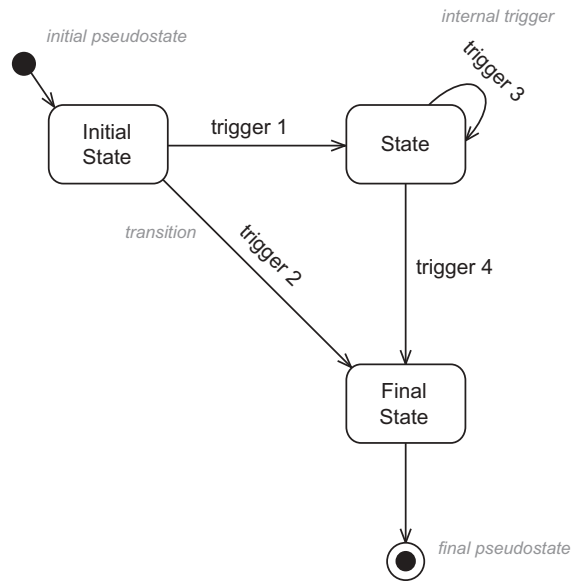 internal trigger
initial pseudostate
trigger 3
Initial
State
trigger 1
State
transition
trigger 2
trigger 4
Final
State
final pseudostate